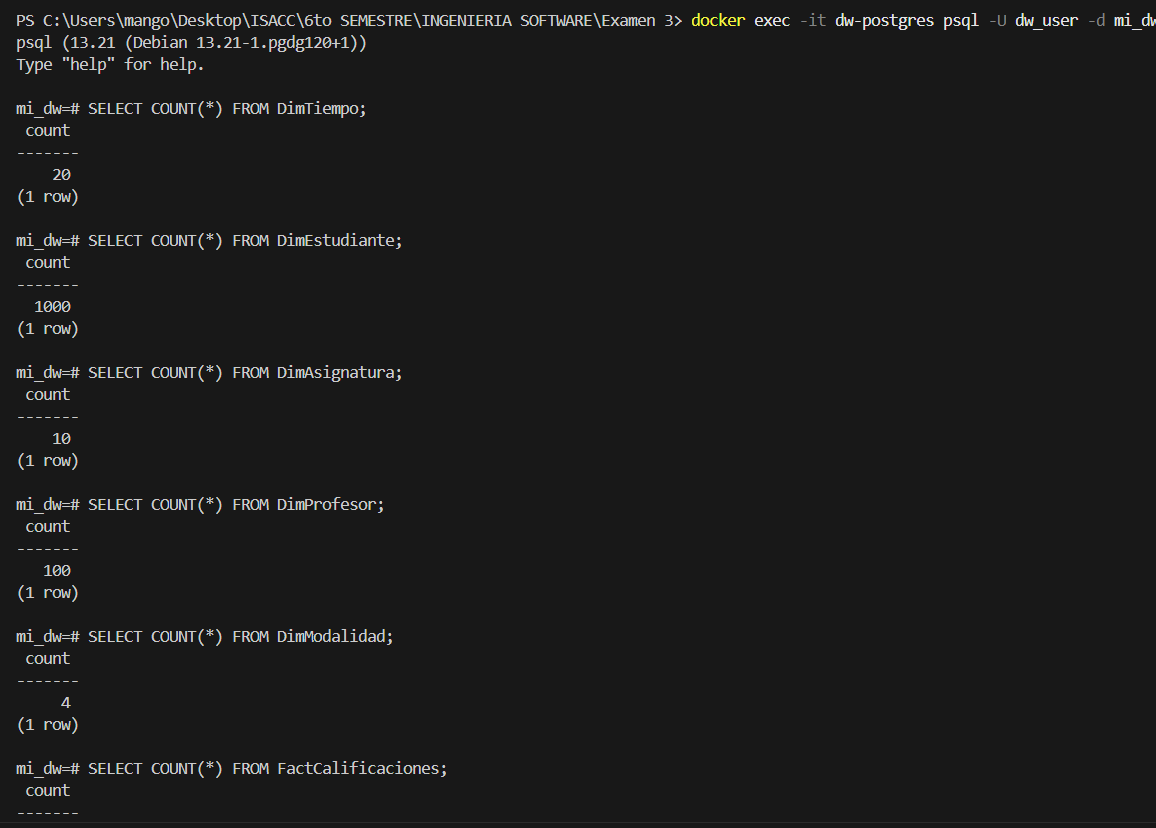 PS C:\Users\mango\Desktop\ISACC\6to SEMESTRE\INGENIERIA SOFTWARE\Examen 3> docker exec -it dw-postgres psql -U dw_user -d mi_dw
psql (13.21 (Debian 13.21-1.pgdg120+1))
Type "help" for help.
mi_dw=# SELECT COUNT(*) FROM DimTiempo;
count
-------
20
(1 row)
mi_dw=# SELECT COUNT(*) FROM DimEstudiante;
count
-------
1000
(1 row)
mi_dw=# SELECT COUNT(*) FROM DimAsignatura;
count
-------
10
(1 row)
mi_dw=# SELECT COUNT(*) FROM DimProfesor;
count
-------
100
(1 row)
mi_dw=# SELECT COUNT(*) FROM DimModalidad;
count
-------
4
(1 row)
mi_dw=# SELECT COUNT(*) FROM FactCalificaciones;
count
-------